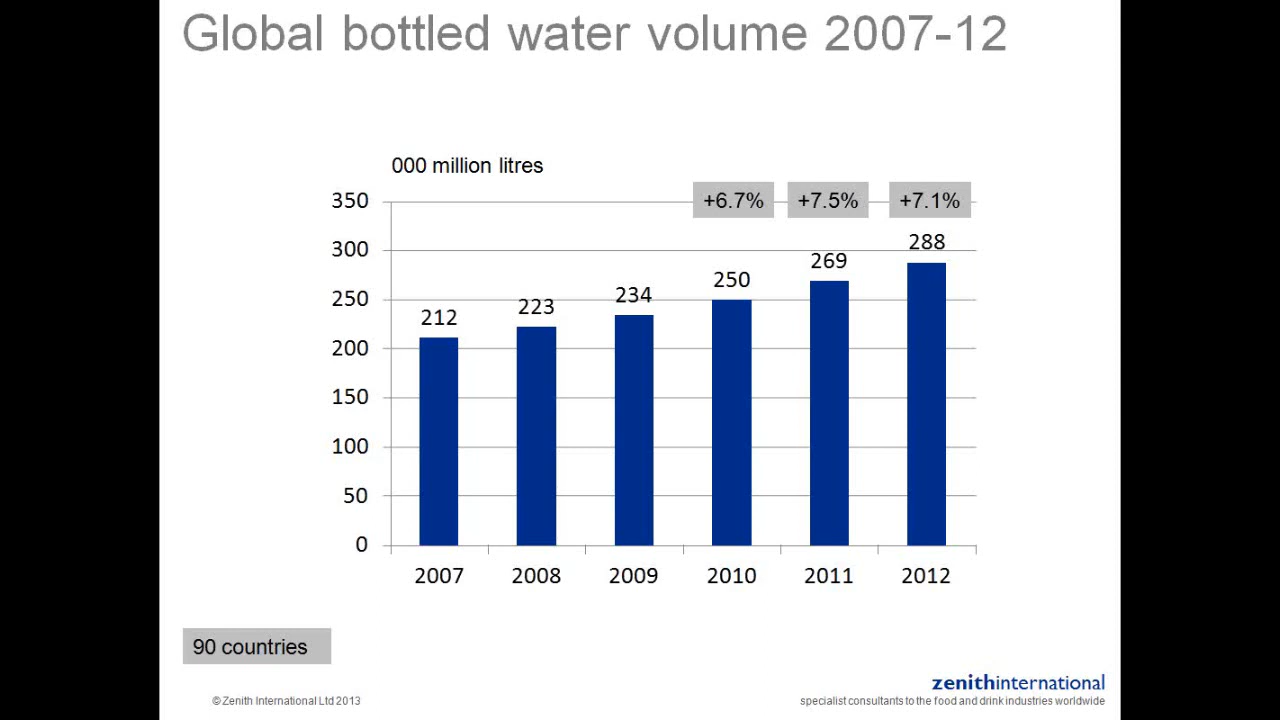 Global bottled water volume 2007-12
000 million litres
350 +6.7% +7.5% +7.1%
300
250
200
150
100
50
0
212 223 234 250 269 288
2007 2008 2009 2010 2011 2012
90 countries
zenithinternational
© Zenith International Ltd 2013
specialist consultants to the food and drink industries worldwide